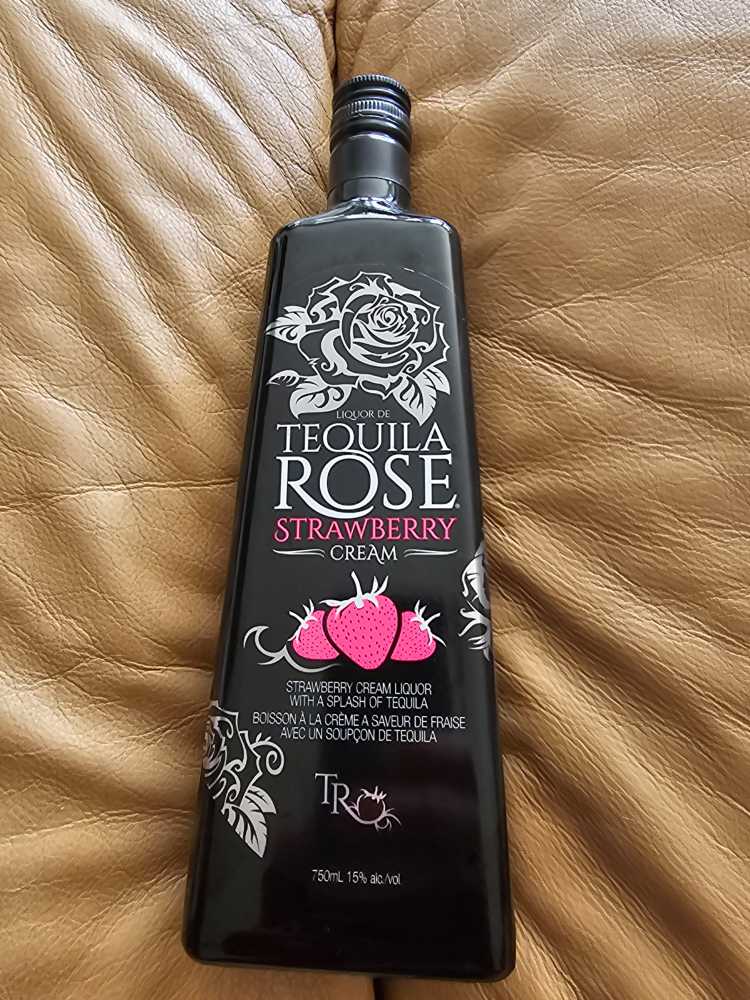 LIQUOR DE
TEQUILA
ROSE®
STRAWBERRY
CREAM
STRAWBERRY CREAM LIQUOR
WITH A SPLASH OF TEQUILA
BOISSON À LA CRÈME A SAVEUR DE FRAISE
AVEC UN SOUPÇON DE TEQUILA
TR
750mL 15% alc./vol.